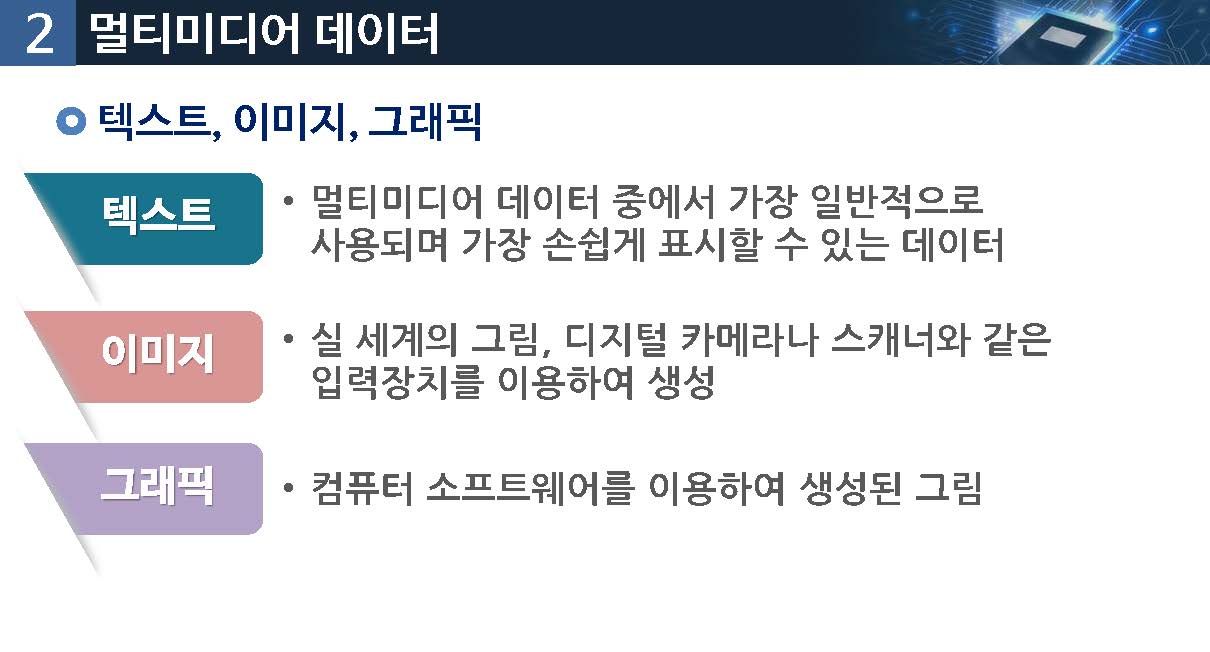 2 멀티미디어 데이터
텍스트, 이미지, 그래픽
텍스트
• 멀티미디어 데이터 중에서 가장 일반적으로
사용되며 가장 손쉽게 표시할 수 있는 데이터
이미지
• 실 세계의 그림, 디지털 카메라나 스캐너와 같은
입력장치를 이용하여 생성
그래픽
• 컴퓨터 소프트웨어를 이용하여 생성된 그림